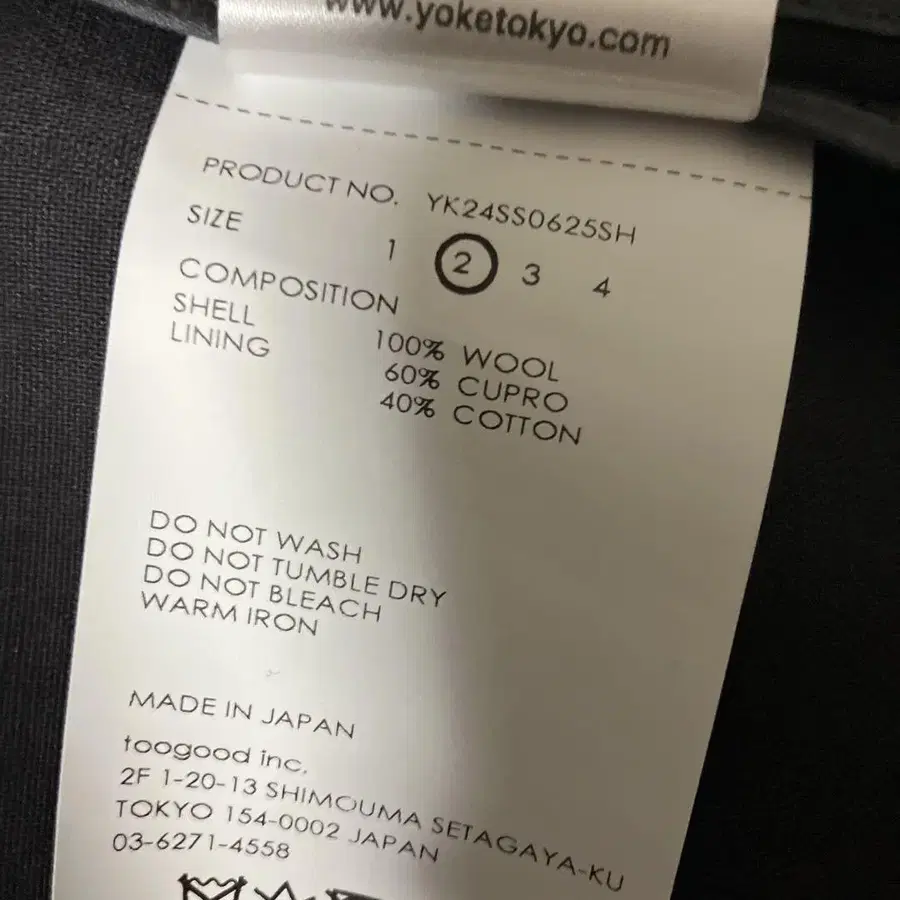 www.yoketokyo.com
PRODUCT NO. YK24SS0625SH
SIZE 1 2 3 4
COMPOSITION
SHELL 100% WOOL
LINING 60% CUPRO
40% COTTON
DO NOT WASH
DO NOT TUMBLE DRY
DO NOT BLEACH
WARM IRON
MADE IN JAPAN
toogood inc.
2F 1-20-13 SHIMOUMA SETAGAYA-KU
TOKYO 154-0002 JAPAN
03-6271-4558